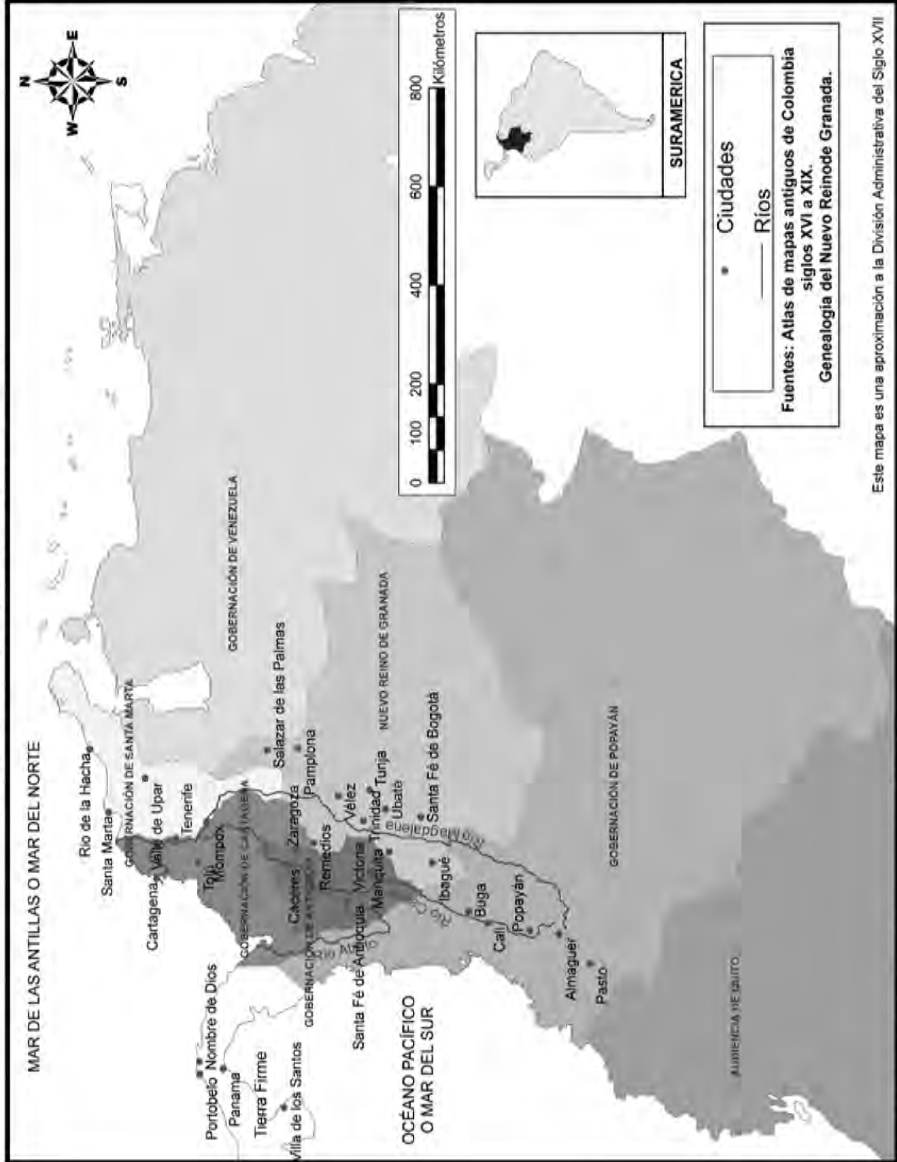 MAR DE LAS ANTILLAS O MAR DEL NORTE
N
W
E
S
Rio de la Hacha
Santa Marta
GOBERNACIÓN DE SANTA MARTA
Valle de Upar
Cartagena
Tenerife
Tolú
Mompox
GOBERNACIÓN DE CARTAGENA
GOBERNACIÓN DE VENEZUELA
Portobelo
Nombre de Dios
Panama
Tierra Firme
Villa de los Santos
Salazar de las Palmas
Pamplona
Zaragoza
Cáceres
Remedios
GOBERNACIÓN DE ANTIOQUIA
Santa Fé de Antioquia
Victoria
Mariquita
Vélez
Trinidad
Tunja
Ubaté
NUEVO REINO DE GRANADA
Santa Fé de Bogotá
Río Magdalena
Ibagué
Buga
Cali
Popayán
Almaguer
Pasto
OCÉANO PACÍFICO
O MAR DEL SUR
GOBERNACIÓN DE POPAYÁN
AUDIENCIA DE QUITO
0 100 200 400 600 800
Kilómetros
SURAMERICA
Ciudades
Ríos
Fuentes: Atlas de mapas antiguos de Colombia
siglos XVI a XIX.
Genealogia del Nuevo Reinode Granada.
Este mapa es una aproximación a la División Administrativa del Siglo XVII